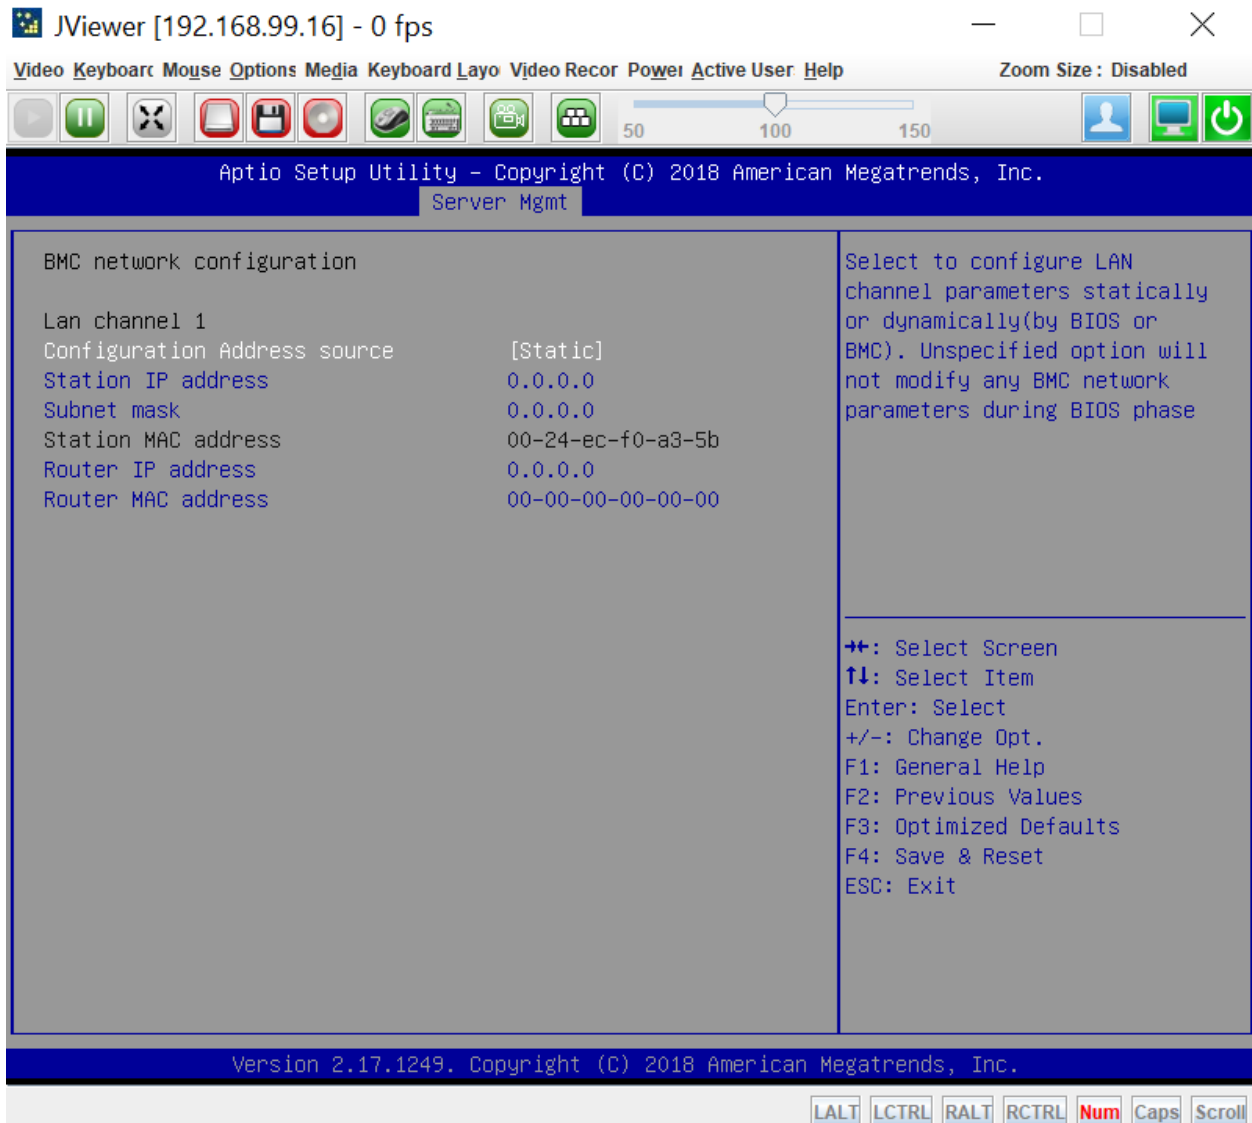 JViewer [192.168.99.16] - 0 fps
Video Keyboarc Mouse Options Media Keyboard Layo Video Recor Power Active User Help Zoom Size : Disabled
50 100 150
Aptio Setup Utility – Copyright (C) 2018 American Megatrends, Inc.
Server Mgmt
BMC network configuration
Lan channel 1
Configuration Address source [Static]
Station IP address 0.0.0.0
Subnet mask 0.0.0.0
Station MAC address 00-24-ec-f0-a3-5b
Router IP address 0.0.0.0
Router MAC address 00-00-00-00-00-00
Select to configure LAN
channel parameters statically
or dynamically(by BIOS or
BMC). Unspecified option will
not modify any BMC network
parameters during BIOS phase
→←: Select Screen
↑↓: Select Item
Enter: Select
+/-: Change Opt.
F1: General Help
F2: Previous Values
F3: Optimized Defaults
F4: Save & Reset
ESC: Exit
Version 2.17.1249. Copyright (C) 2018 American Megatrends, Inc.
LALT LCTRL RALT RCTRL Num Caps Scroll